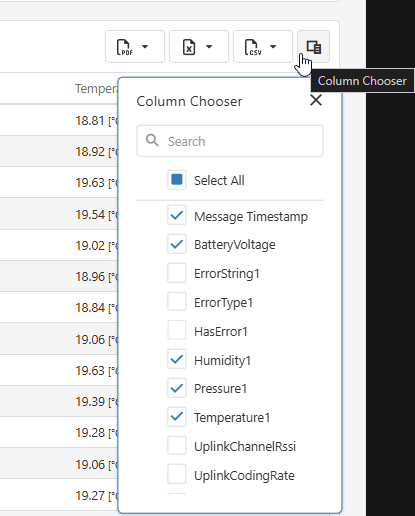 PDF
X
CSV
Column Chooser
Tempera
Column Chooser
Search
Select All
18.81 [°
18.92 [°
19.63 [°
19.54 [°
19.02 [°
18.96 [°
18.84 [°
19.06 [°
19.63 [°
19.39 [°
19.28 [°
19.06 [°
19.27 [°
Message Timestamp
BatteryVoltage
ErrorString1
ErrorType1
HasError1
Humidity1
Pressure1
Temperature1
UplinkChannelRssi
UplinkCodingRate